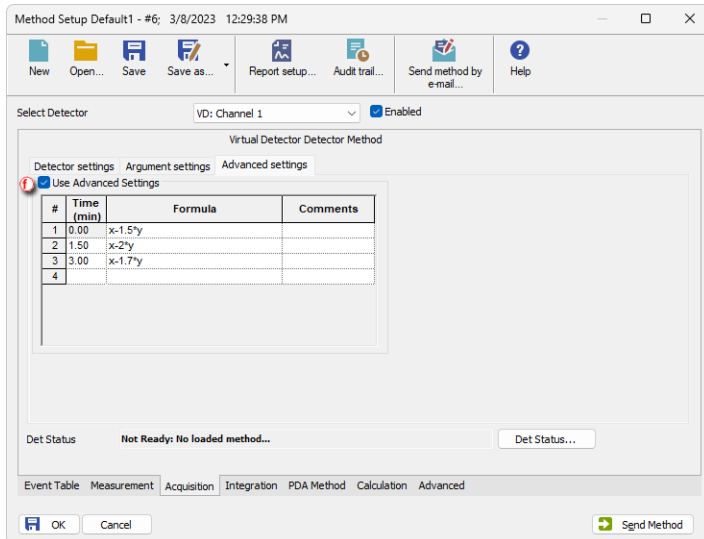 Method Setup Default1 - #6; 3/8/2023 12:29:38 PM
New Open... Save Save as... Report setup... Audit trail... Send method by e-mail... Help
Select Detector VD: Channel 1 Enabled
Virtual Detector Detector Method
Detector settings Argument settings Advanced settings
f Use Advanced Settings
# Time (min) Formula Comments
1 0.00 x-1.5*y
2 1.50 x-2*y
3 3.00 x-1.7*y
4
Det Status Not Ready: No loaded method... Det Status...
Event Table Measurement Acquisition Integration PDA Method Calculation Advanced
OK Cancel Send Method